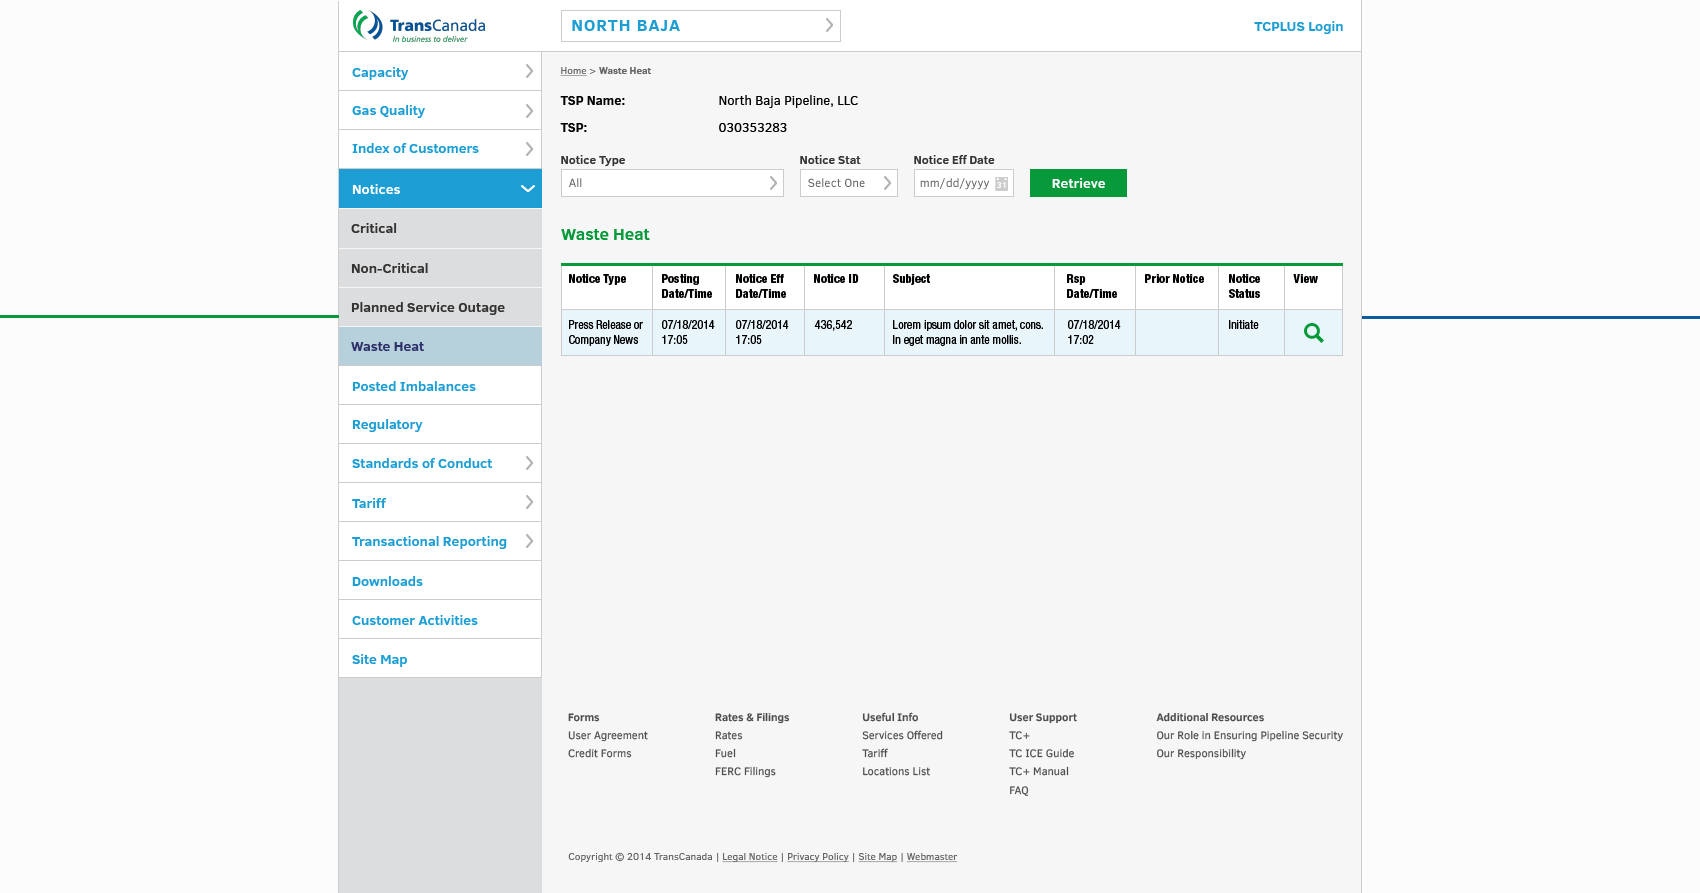 TransCanada
In business to deliver
NORTH BAJA
TCPLUS Login
Capacity
Gas Quality
Index of Customers
Notices
Critical
Non-Critical
Planned Service Outage
Waste Heat
Posted Imbalances
Regulatory
Standards of Conduct
Tariff
Transactional Reporting
Downloads
Customer Activities
Site Map
Home > Waste Heat
TSP Name: North Baja Pipeline, LLC
TSP: 030353283
Notice Type Notice Stat Notice Eff Date
All Select One mm/dd/yyyy 31 Retrieve
Waste Heat
Notice Type Posting Notice Eff Notice ID Subject Rsp Prior Notice Notice View
Date/Time Date/Time Date/Time Status
Press Release or 07/18/2014 07/18/2014 436,542 Lorem ipsum dolor sit amet, cons. 07/18/2014 Initiate
Company News 17:05 17:05 In eget magna in ante mollis. 17:02
Forms Rates & Filings Useful Info User Support Additional Resources
User Agreement Rates Services Offered TC+ Our Role in Ensuring Pipeline Security
Credit Forms Fuel Tariff TC ICE Guide Our Responsibility
FERC Filings Locations List TC+ Manual
FAQ
Copyright © 2014 TransCanada | Legal Notice | Privacy Policy | Site Map | Webmaster